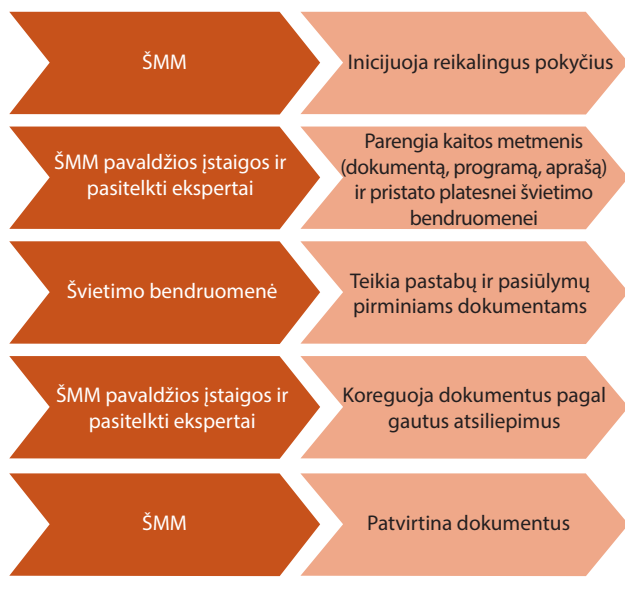 ŠMM
Inicijuoja reikalingus pokyčius
ŠMM pavaldžios įstaigos ir
pasitelkti ekspertai
Parengia kaitos metmenis
(dokumentą, programą, aprašą)
ir pristato platesnei švietimo
bendruomenei
Švietimo bendruomenė
Teikia pastabų ir pasiūlymų
pirminiams dokumentams
ŠMM pavaldžios įstaigos ir
pasitelkti ekspertai
Koreguoja dokumentus pagal
gautus atsiliepimus
ŠMM
Patvirtina dokumentus